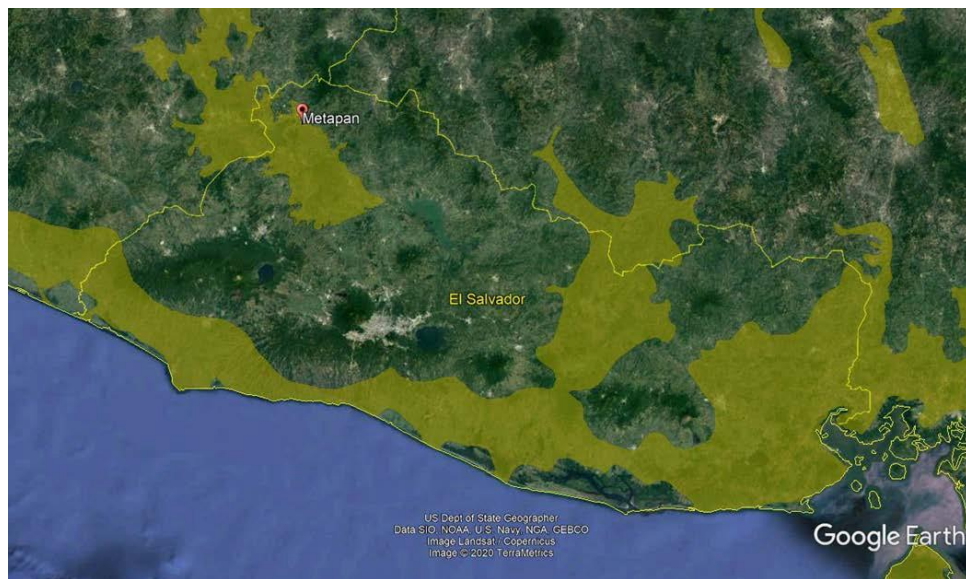 Metapan
El Salvador
US Dept of State Geographer
Data SIO, NOAA, U.S. Navy, NGA, GEBCO
Image Landsat / Copernicus
Image © 2020 TerraMetrics
Google Earth